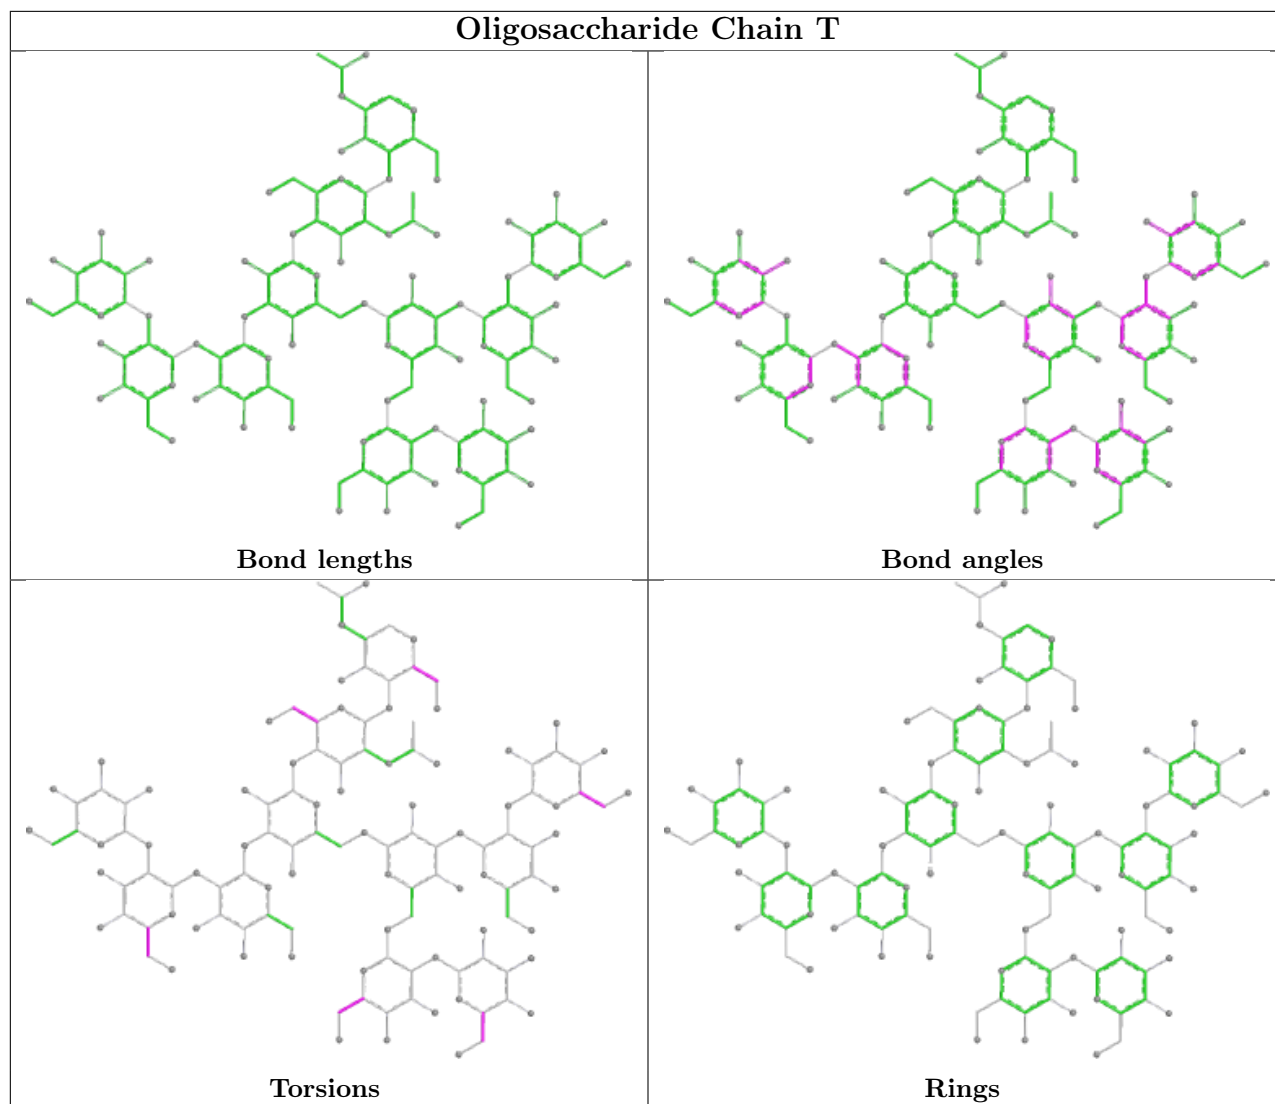 Oligosaccharide Chain T
Bond lengths
Bond angles
Torsions
Rings